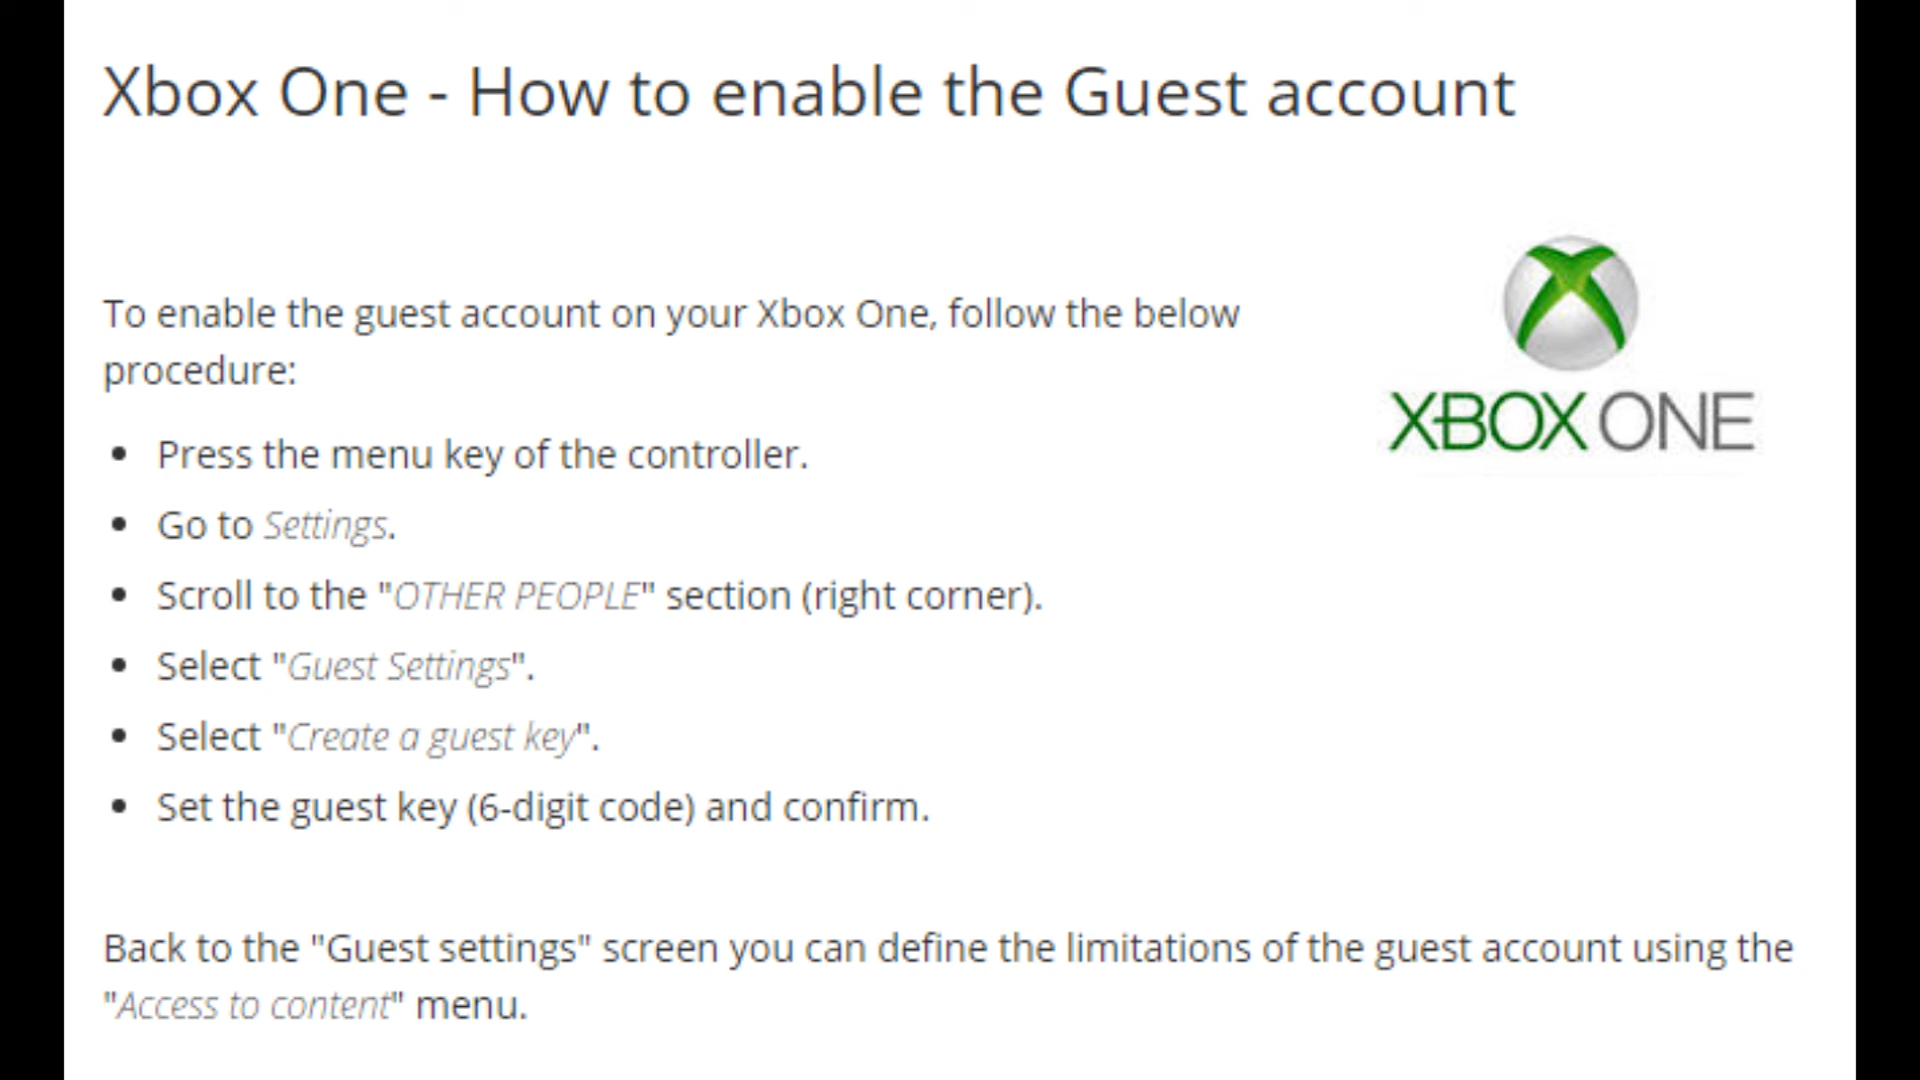 Xbox One - How to enable the Guest account
To enable the guest account on your Xbox One, follow the below
procedure:
XBOX ONE
• Press the menu key of the controller.
• Go to Settings.
• Scroll to the "OTHER PEOPLE" section (right corner).
• Select "Guest Settings".
• Select "Create a guest key".
• Set the guest key (6-digit code) and confirm.
Back to the "Guest settings" screen you can define the limitations of the guest account using the
"Access to content" menu.